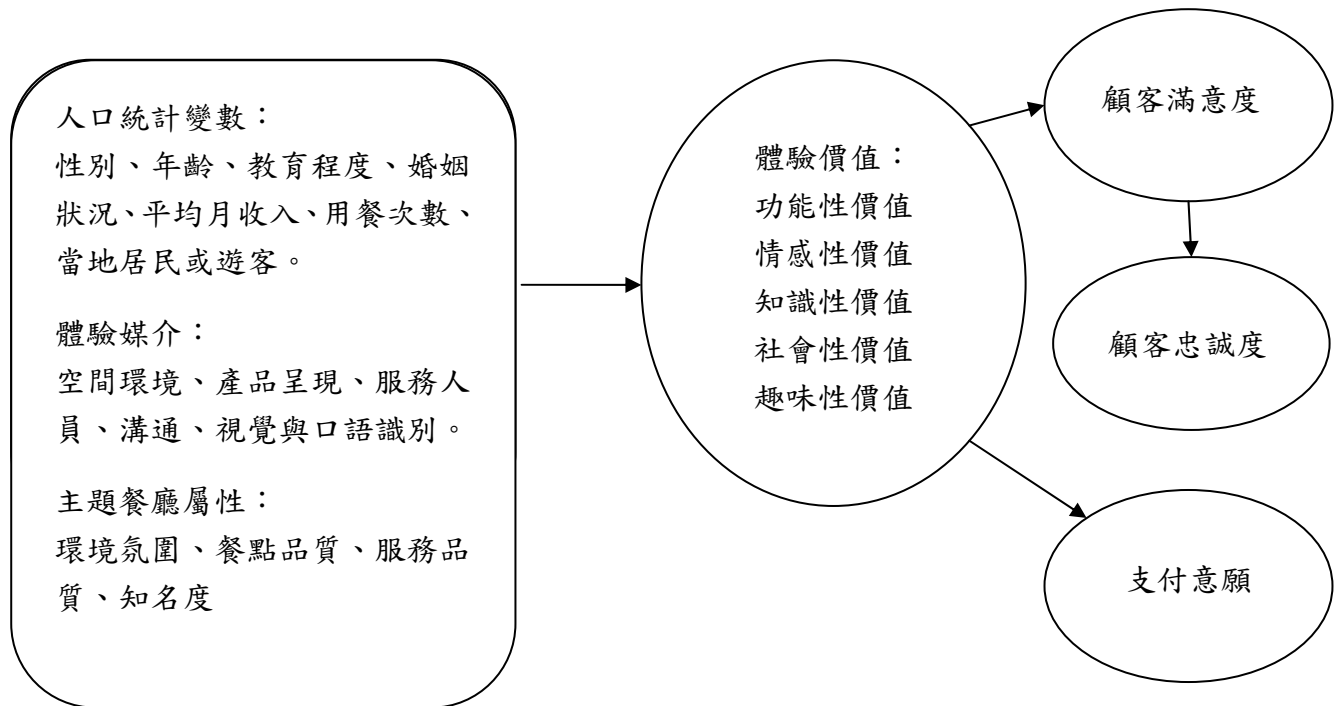 人口統計變數：
性別、年齡、教育程度、婚姻
狀況、平均月收入、用餐次數、
當地居民或遊客。
體驗媒介：
空間環境、產品呈現、服務人
員、溝通、視覺與口語識別。
主題餐廳屬性：
環境氛圍、餐點品質、服務品
質、知名度
體驗價值：
功能性價值
情感性價值
知識性價值
社會性價值
趣味性價值
顧客滿意度
顧客忠誠度
支付意願